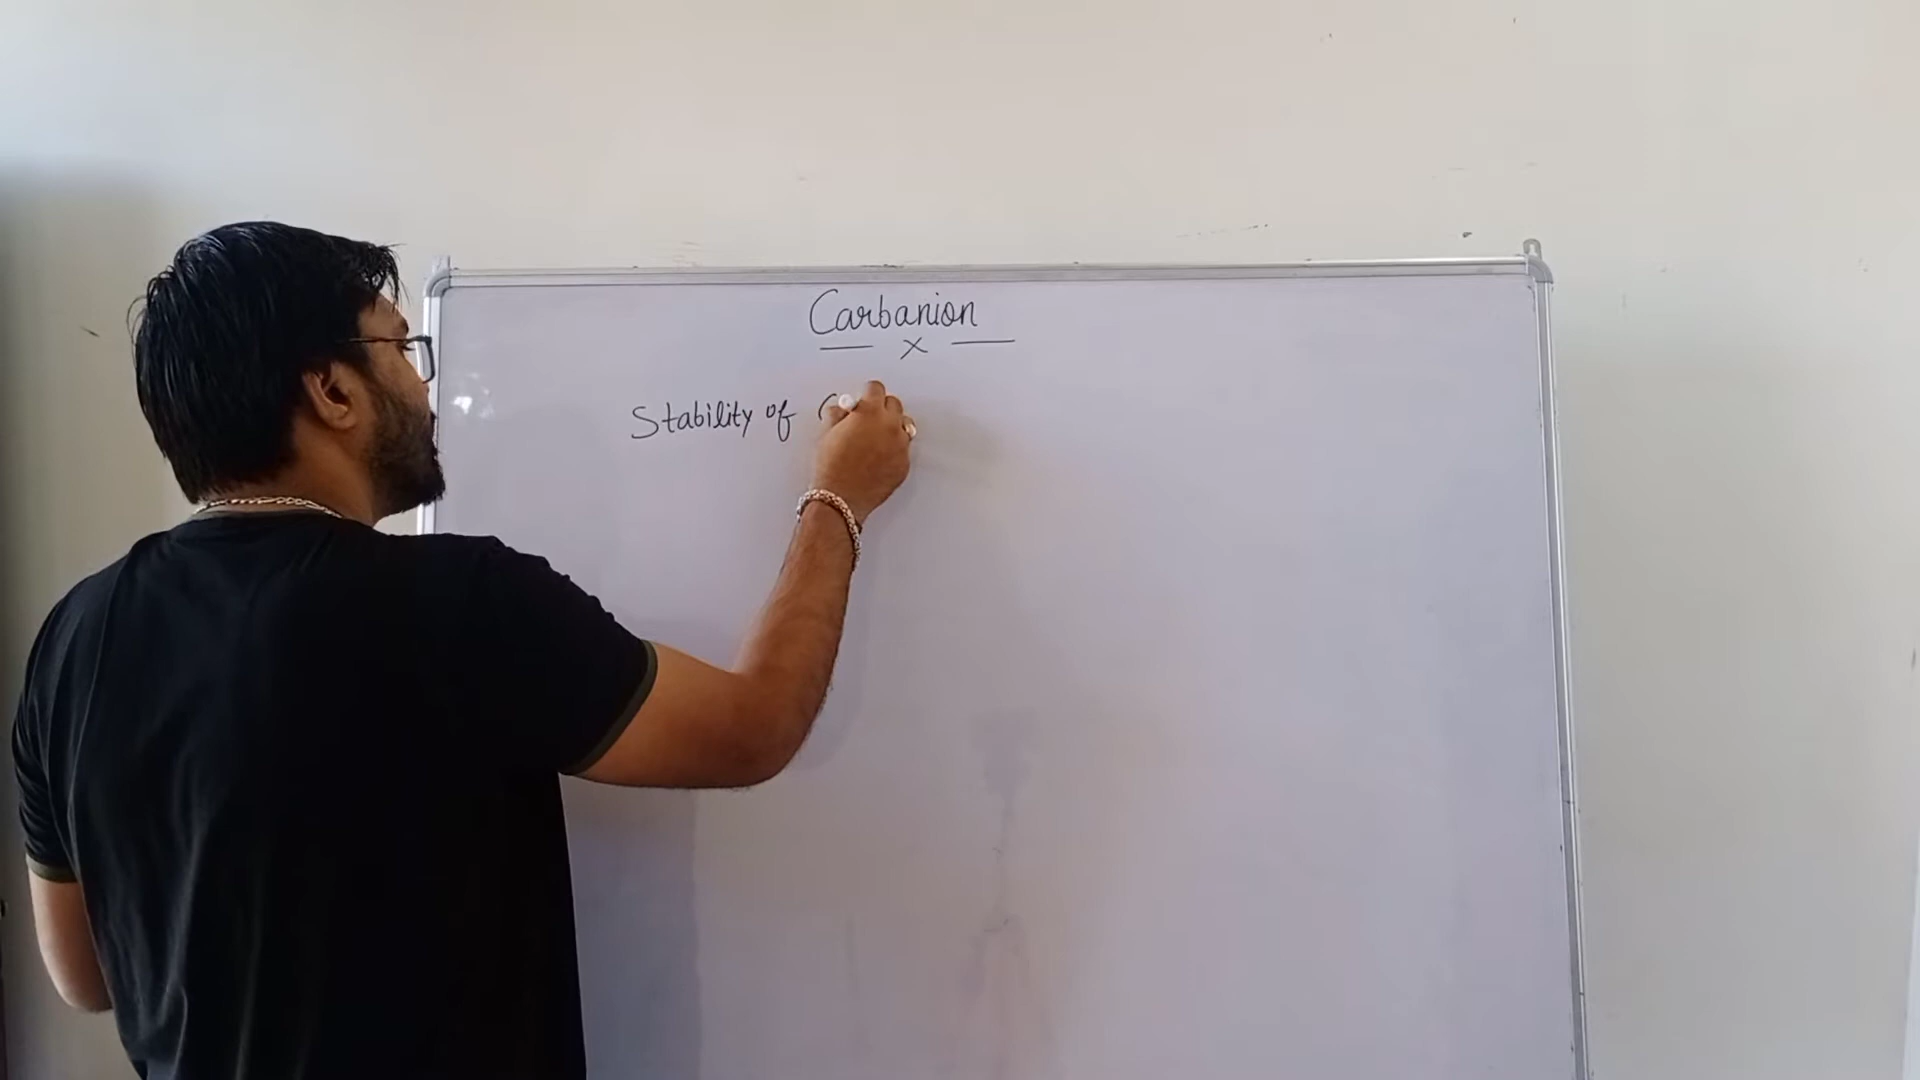 Carbanion
— x —
Stability of C